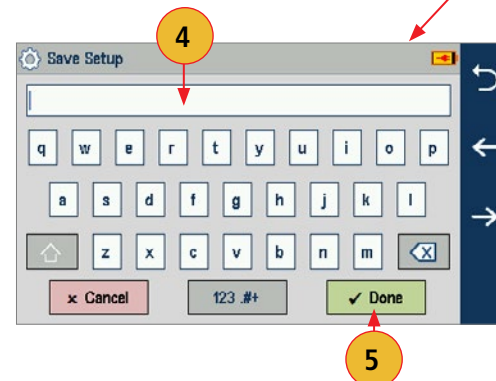 4
Save Setup
q w e r t y u i o p
a s d f g h j k l
z x c v b n m
× Cancel 123 .#+ ✓ Done
5